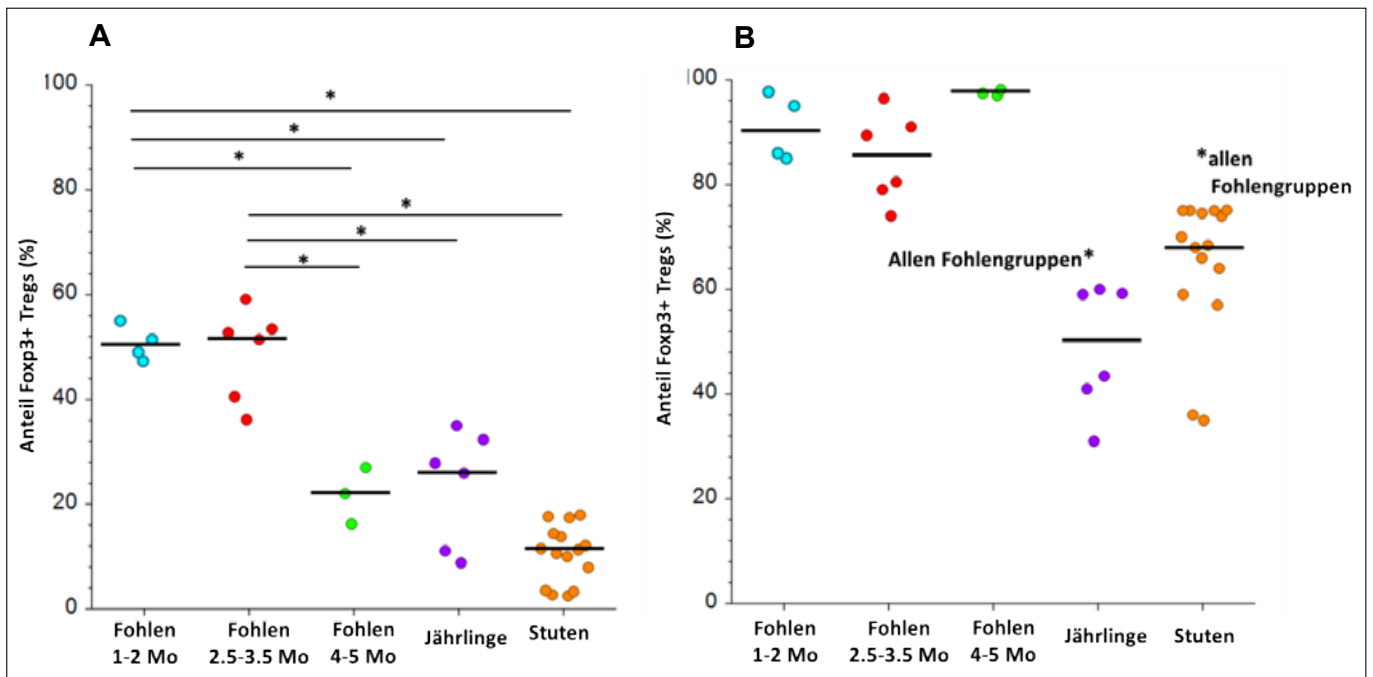 A
100
80
60
40
20
0
Anteil Foxp3+ Tregs (%)
*
*
*
*
*
*
Fohlen
1-2 Mo
Fohlen
2.5-3.5 Mo
Fohlen
4-5 Mo
Jährlinge
Stuten
B
100
80
60
40
20
0
Anteil Foxp3+ Tregs (%)
*allen
Fohlengruppen
Allen Fohlengruppen*
Fohlen
1-2 Mo
Fohlen
2.5-3.5 Mo
Fohlen
4-5 Mo
Jährlinge
Stuten